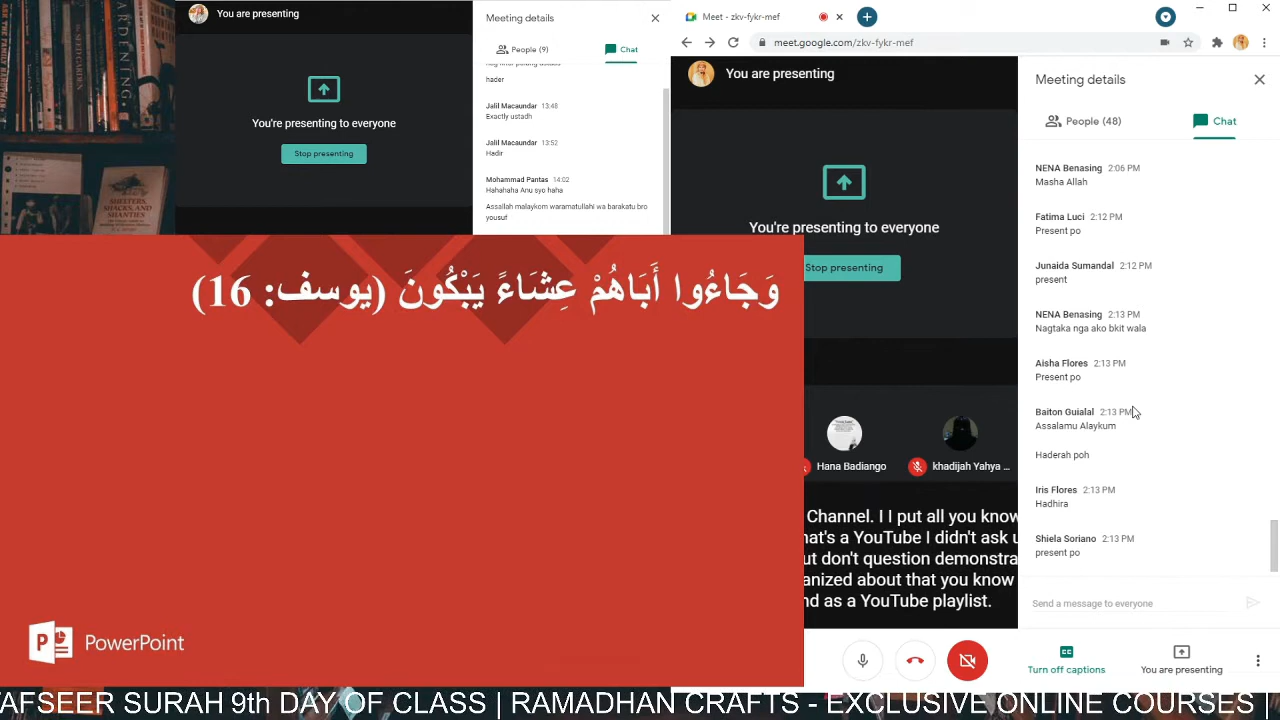 GARDENING
SHELTERS,
SHACKS, AND
SHANTIES
You are presenting
You're presenting to everyone
Stop presenting
Meeting details
People (9)
Chat
hader
Jalil Macaundar 13:48
Exactly ustadh
Jalil Macaundar 13:52
Hadir
Mohammad Pantas 14:02
Hahahaha Anu syo haha
Assallah malaykom waramatullahi wa barakatu bro
yousuf
Meet - zkv-fykr-mef
meet.google.com/zkv-fykr-mef
You are presenting
You're presenting to everyone
Stop presenting
Hana Badiango
khadijah Yahya ...
Channel. I I put all you know
hat's a YouTube I didn't ask u
ut don't question demonstra
anized about that you know
nd as a YouTube playlist.
Meeting details
People (48)
Chat
NENA Benasing 2:06 PM
Masha Allah
Fatima Luci 2:12 PM
Present po
Junaida Sumandal 2:12 PM
present
NENA Benasing 2:13 PM
Nagtaka nga ako bkit wala
Aisha Flores 2:13 PM
Present po
Baiton Guialal 2:13 PM
Assalamu Alaykum
Haderah poh
Iris Flores 2:13 PM
Hadhira
Shiela Soriano 2:13 PM
present po
Send a message to everyone
Turn off captions
You are presenting
وَجَاءُوا أَبَاهُمْ عِشَاءً يَبْكُونَ (يوسف: 16)
PowerPoint
AFSEER SURAH 9th DAY OF CLASS | RAMADHAN CRAFTS - EXCLUSIVE ONLINE COURSES